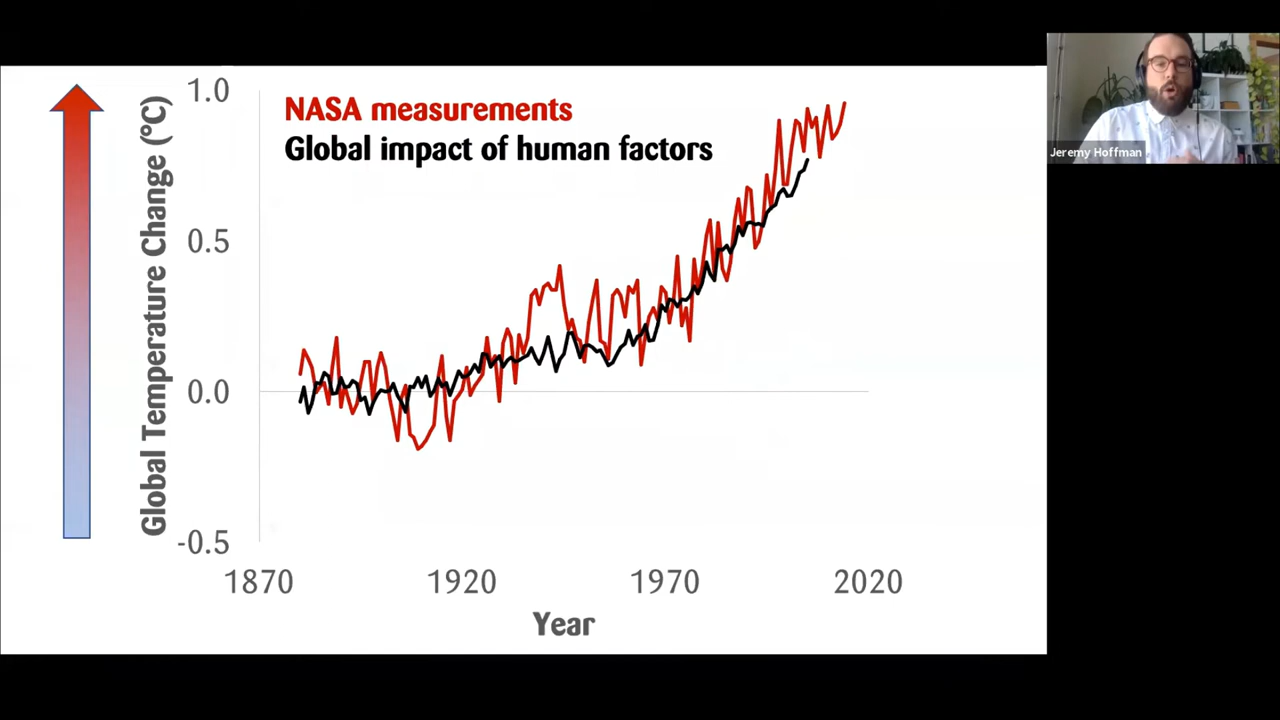 NASA measurements
Global impact of human factors
Global Temperature Change (°C)
1.0
0.5
0.0
-0.5
1870 1920 1970 2020
Year
Jeremy Hoffman